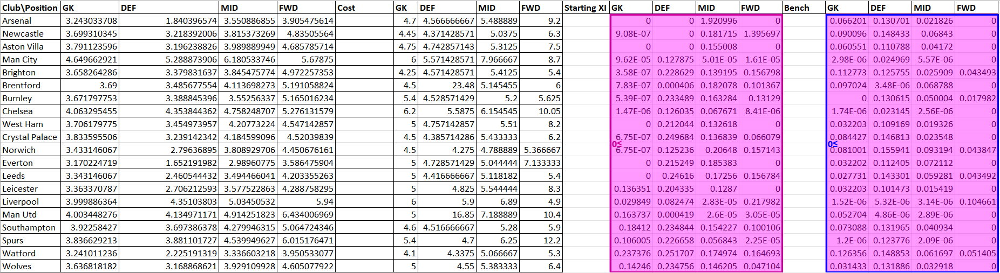 Club\Position GK DEF MID FWD Cost GK DEF MID FWD Starting XI GK DEF MID FWD Bench GK DEF MID FWD
Arsenal 3.243033708 1.840396574 3.550886855 3.905475614 4.7 4.566666667 5.488889 9.2 0 0 1.920996 0 0.066201 0.130701 0.021826 0
Newcastle 3.699310345 3.218392006 3.815373269 4.83505564 4.45 4.371428571 5.0375 6.3 9.08E-07 0 0.181715 1.395697 0.090096 0.148433 0.06843 0
Aston Villa 3.791123596 3.196238826 3.989889949 4.685785714 4.75 4.742857143 5.3125 7.5 0 0 0.155008 0 0.060551 0.110788 0.04172 0
Man City 4.649662921 5.288873906 6.180533746 5.67875 6 5.571428571 7.966667 8.7 9.62E-05 0.127875 5.01E-05 1.61E-05 2.98E-06 0.024969 5.57E-06 0
Brighton 3.658264286 3.379831637 3.845475774 4.972257353 4.25 4.571428571 5.4125 5.4 3.58E-07 0.228629 0.139195 0.156798 0.112773 0.125755 0.025909 0.043493
Brentford 3.69 3.485677554 4.113698273 5.191058824 4.5 23.48 5.145455 6 7.83E-07 0.000406 0.182078 0.101367 0.097024 3.48E-06 0.068788 0
Burnley 3.671797753 3.388845396 3.55256337 5.165016234 5.4 4.528571429 5.2 5.625 5.39E-07 0.233489 0.163284 0.13129 0 0.130615 0.050004 0.017982
Chelsea 4.063295455 4.353844362 4.758248707 5.276131579 6.2 5.5875 6.154545 10.05 1.47E-06 0.126035 0.067671 8.41E-06 1.74E-06 0.023145 2.56E-06 0
West Ham 3.706179775 3.454973957 4.20773224 4.547142857 5 4.757142857 5.51 8.2 0 0.212044 0.132618 0 0.032203 0.109169 0.019326 0
Crystal Palace 3.833595506 3.239142342 4.184599096 4.52039839 4.5 4.385714286 5.433333 6.2 6.75E-07 0.249684 0.136839 0.066079 0.084427 0.146813 0.023548 0
0≤ 0≤
Norwich 3.433146067 2.79636895 3.808929706 4.450676161 4.5 4.275 4.788889 5.366667 6.75E-07 0.125236 0.20648 0.157143 0.081001 0.155941 0.093194 0.043847
Everton 3.170224719 1.652191982 2.98960775 3.586475904 5 4.728571429 5.044444 7.133333 0 0.215249 0.185383 0 0.032202 0.112405 0.072112 0
Leeds 3.343146067 2.460544432 3.494466041 4.203355263 5 4.416666667 5.118182 5.4 0 0.24616 0.17256 0.156784 0.027731 0.143301 0.059281 0.043492
Leicester 3.363370787 2.706212593 3.577522863 4.288758295 5 4.825 5.544444 8.3 0.136351 0.204335 0.1287 0 0.032203 0.101473 0.015419 0
Liverpool 3.999886364 4.35103803 5.03450532 5.94 6 5.9 6.89 4.9 0.029849 0.082474 2.83E-05 0.217982 1.52E-06 5.32E-06 3.14E-06 0.104661
Man Utd 4.003448276 4.134971171 4.914251823 6.434006969 5 16.85 7.188889 10.4 0.163737 0.000419 2.6E-05 3.05E-05 0.052704 4.86E-06 2.89E-06 0
Southampton 3.92258427 3.697386378 4.279946315 5.064724346 4.6 4.516666667 5.28 5.9 0.18412 0.234844 0.154227 0.100106 0.073088 0.131965 0.040934 0
Spurs 3.836629213 3.881101727 4.539949627 6.015176471 5.4 4.7 6.25 12.2 0.106005 0.226658 0.056843 2.25E-05 1.2E-06 0.123776 2.09E-06 0
Watford 3.241011236 2.225191319 3.336603218 3.950533077 4.1 4.3375 5.066667 5.3 0.237376 0.251707 0.174974 0.164693 0.126356 0.148853 0.061697 0.051405
Wolves 3.636818182 3.168868621 3.929109928 4.605077922 5 4.55 5.383333 6.4 0.14246 0.234756 0.146205 0.047104 0.031433 0.131886 0.032918 0